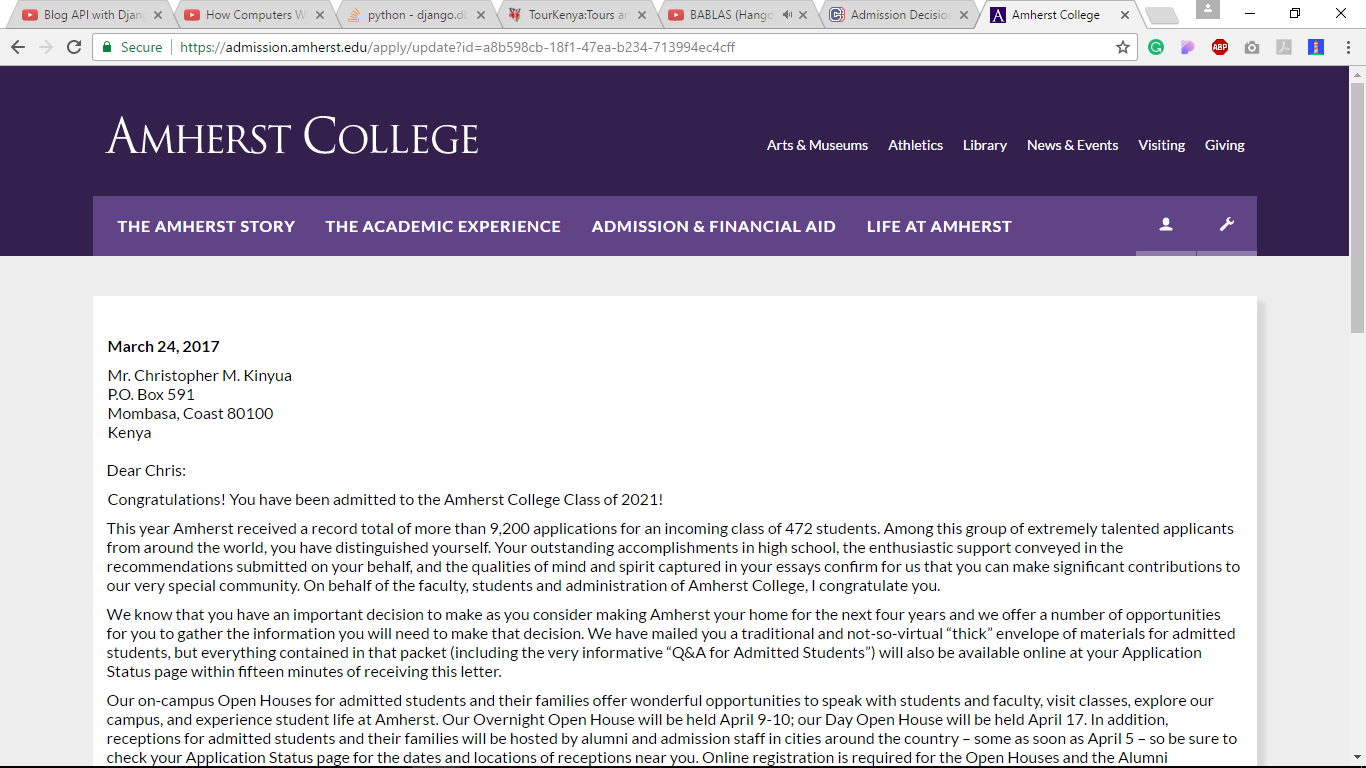 Blog API with Djan
How Computers W
python - django.db
TourKenya:Tours an
BABLAS (Hango
Admission Decisio
Amherst College
Secure
https://admission.amherst.edu/apply/update?id=a8b598cb-18f1-47ea-b234-713994ec4cff
ABP
AMHERST COLLEGE
Arts & Museums
Athletics
Library
News & Events
Visiting
Giving
THE AMHERST STORY
THE ACADEMIC EXPERIENCE
ADMISSION & FINANCIAL AID
LIFE AT AMHERST
March 24, 2017
Mr. Christopher M. Kinyua
P.O. Box 591
Mombasa, Coast 80100
Kenya
Dear Chris:
Congratulations! You have been admitted to the Amherst College Class of 2021!
This year Amherst received a record total of more than 9,200 applications for an incoming class of 472 students. Among this group of extremely talented applicants
from around the world, you have distinguished yourself. Your outstanding accomplishments in high school, the enthusiastic support conveyed in the
recommendations submitted on your behalf, and the qualities of mind and spirit captured in your essays confirm for us that you can make significant contributions to
our very special community. On behalf of the faculty, students and administration of Amherst College, I congratulate you.
We know that you have an important decision to make as you consider making Amherst your home for the next four years and we offer a number of opportunities
for you to gather the information you will need to make that decision. We have mailed you a traditional and not-so-virtual “thick” envelope of materials for admitted
students, but everything contained in that packet (including the very informative “Q&A for Admitted Students”) will also be available online at your Application
Status page within fifteen minutes of receiving this letter.
Our on-campus Open Houses for admitted students and their families offer wonderful opportunities to speak with students and faculty, visit classes, explore our
campus, and experience student life at Amherst. Our Overnight Open House will be held April 9-10; our Day Open House will be held April 17. In addition,
receptions for admitted students and their families will be hosted by alumni and admission staff in cities around the country – some as soon as April 5 – so be sure to
check your Application Status page for the dates and locations of receptions near you. Online registration is required for the Open Houses and the Alumni